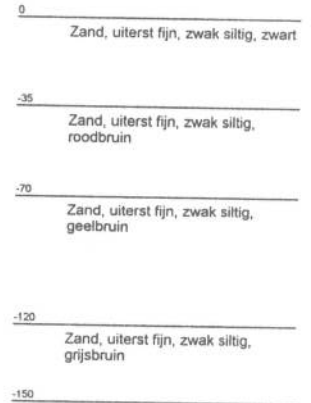 0
Zand, uiterst fijn, zwak siltig, zwart
-35
Zand, uiterst fijn, zwak siltig,
roodbruin
-70
Zand, uiterst fijn, zwak siltig,
geelbruin
-120
Zand, uiterst fijn, zwak siltig,
grijsbruin
-150